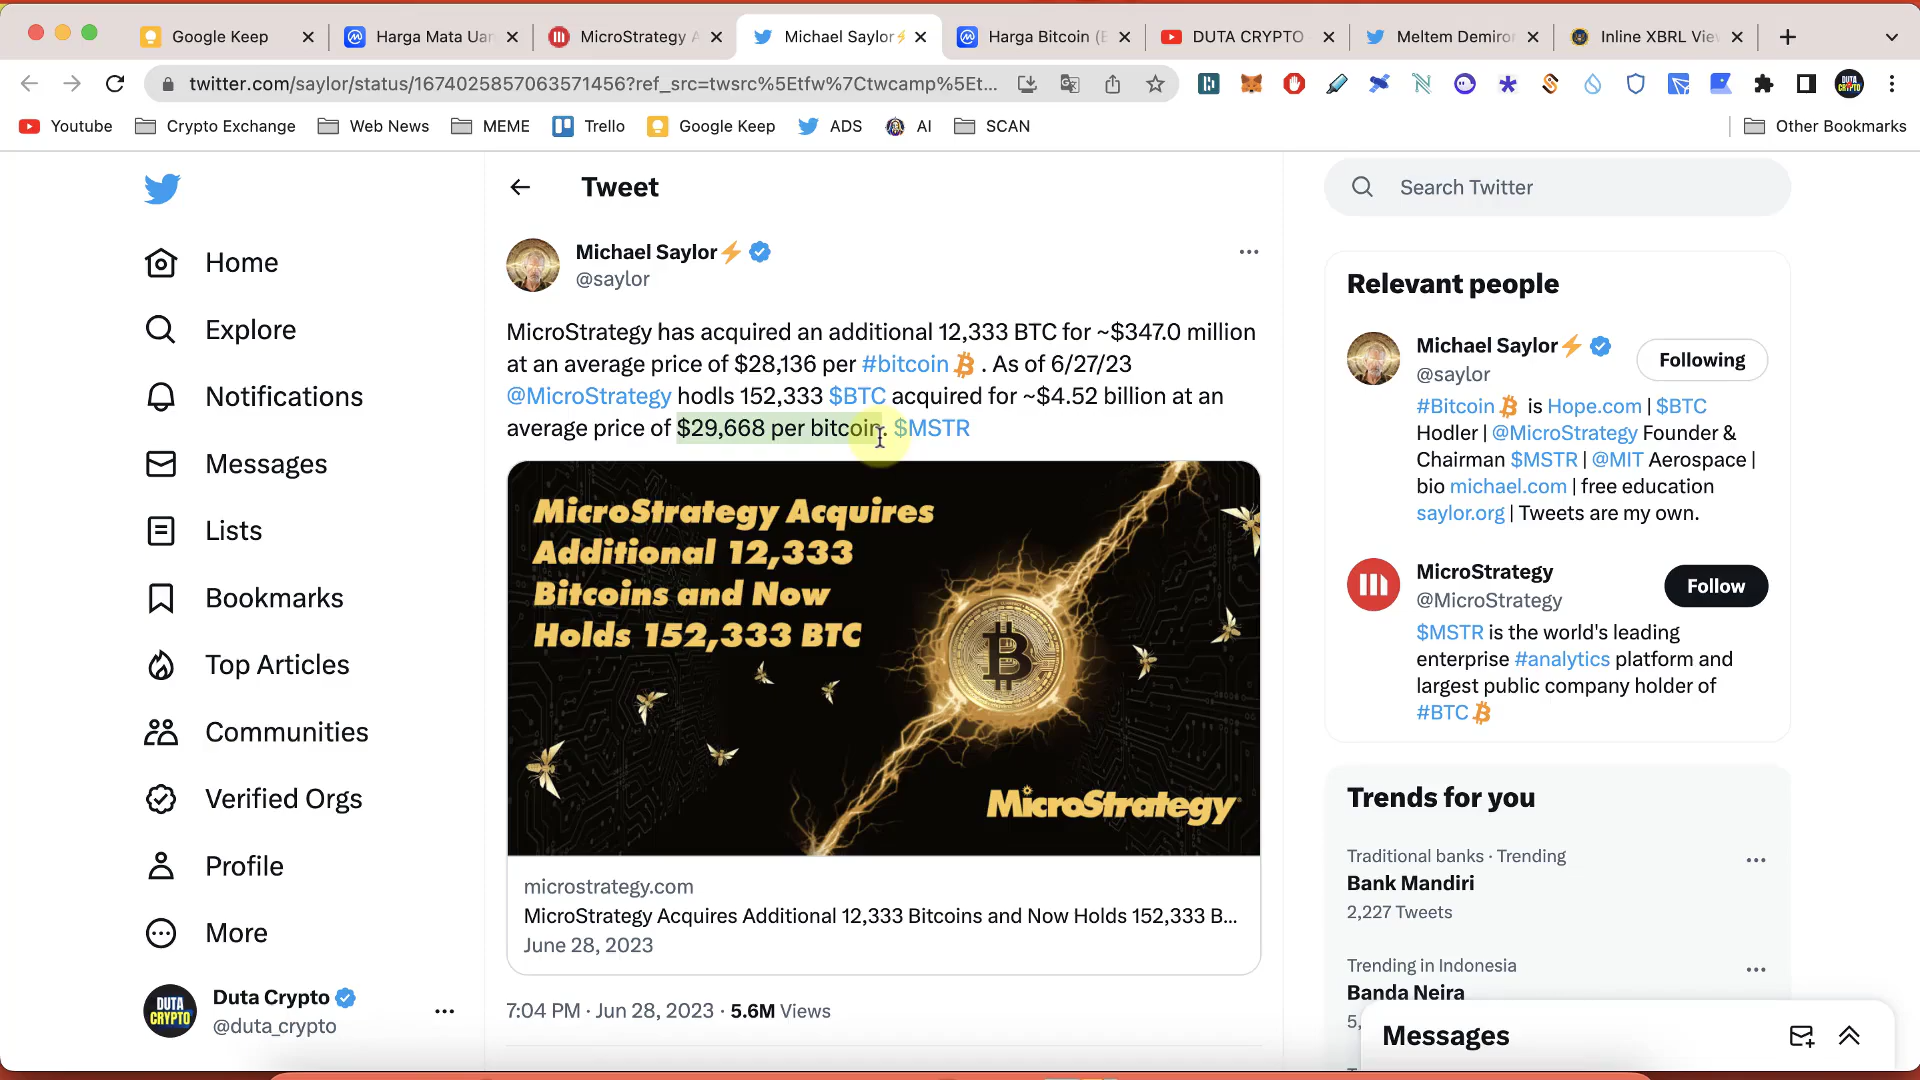 Google Keep
Harga Mata Uan
MicroStrategy A
Michael Saylor⚡
Harga Bitcoin (B
DUTA CRYPTO
Meltem Demiror
Inline XBRL View
twitter.com/saylor/status/1674025857063571456?ref_src=twsrc%5Etfw%7Ctwcamp%5Et...
Youtube
Crypto Exchange
Web News
MEME
Trello
Google Keep
ADS
AI
SCAN
Other Bookmarks
Home
Explore
Notifications
Messages
Lists
Bookmarks
Top Articles
Communities
Verified Orgs
Profile
More
DUTA
CRYPTO
Duta Crypto
@duta_crypto
Tweet
Michael Saylor⚡
@saylor
MicroStrategy has acquired an additional 12,333 BTC for ~$347.0 million
at an average price of $28,136 per #bitcoin . As of 6/27/23
@MicroStrategy hodls 152,333 $BTC acquired for ~$4.52 billion at an
average price of $29,668 per bitcoin. $MSTR
MicroStrategy Acquires
Additional 12,333
Bitcoins and Now
Holds 152,333 BTC
MicroStrategy
microstrategy.com
MicroStrategy Acquires Additional 12,333 Bitcoins and Now Holds 152,333 B...
June 28, 2023
7:04 PM · Jun 28, 2023 · 5.6M Views
Search Twitter
Relevant people
Michael Saylor⚡
@saylor
Following
#Bitcoin is Hope.com | $BTC
Hodler | @MicroStrategy Founder &
Chairman $MSTR | @MIT Aerospace |
bio michael.com | free education
saylor.org | Tweets are my own.
MicroStrategy
@MicroStrategy
Follow
$MSTR is the world's leading
enterprise #analytics platform and
largest public company holder of
#BTC
Trends for you
Traditional banks · Trending
Bank Mandiri
2,227 Tweets
Trending in Indonesia
Banda Neira
5,
Messages